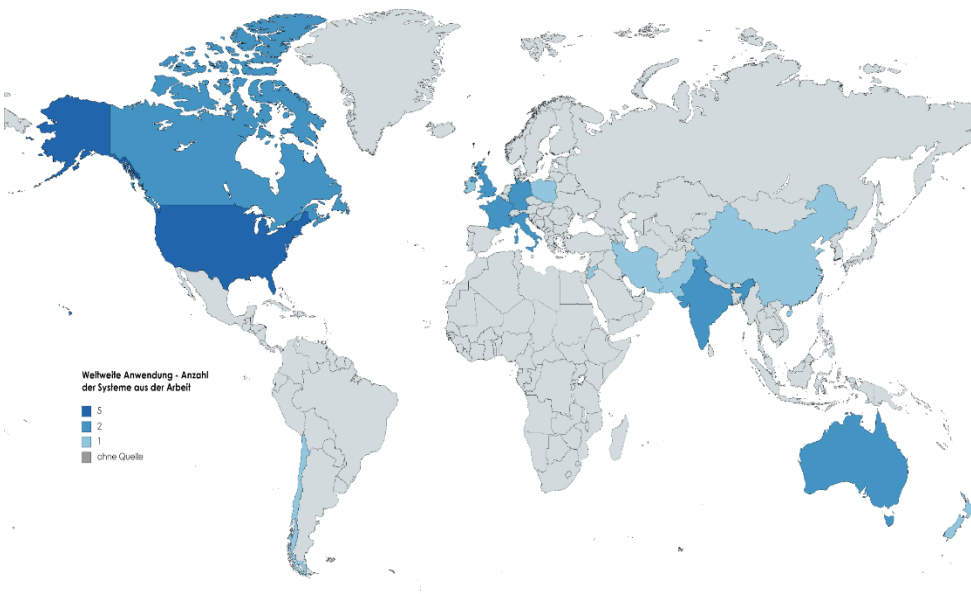 Weltweite Anwendung - Anzahl
der Systeme aus der Arbeit
5
2
1
ohne Quelle